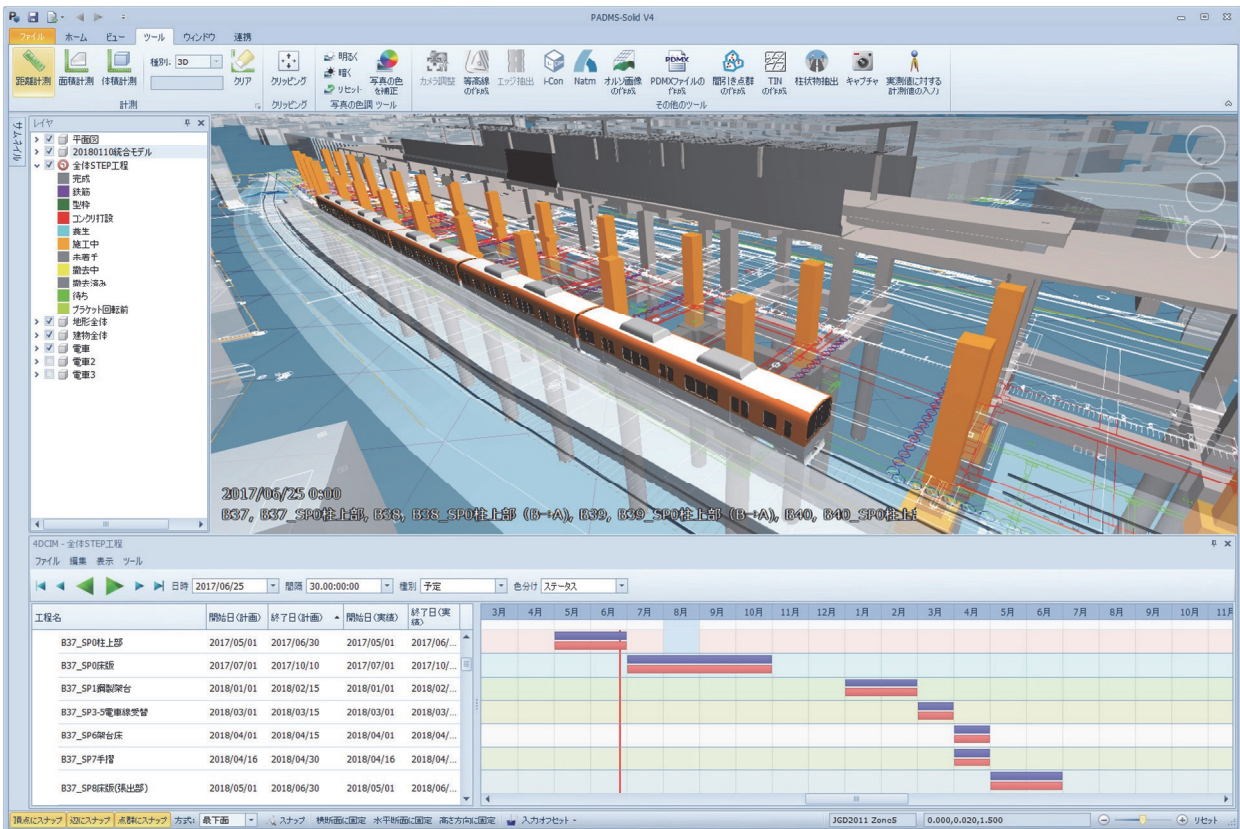 PADMS-Solid V4
ファイル ホーム ビュー ツール ウィンドウ 連携
距離計測 面積計測 体積計測 種別: 3D クリア クリッピング 明るく 暗く リセット 写真の色を補正 カメラ調整 等高線の作成 エッジ抽出 i-Con Natm オルソ画像の作成 PDMX PDMXファイルの作成 間引き点群の作成 TINの作成 柱状物抽出 キャプチャ 実測値に対する計測値の入力
計測 クリッピング 写真の色調 ツール その他のツール
サムネイル
レイヤ
平面図
20180110統合モデル
全体STEP工程
完成
鉄筋
型枠
コンクリ打設
養生
施工中
未着手
撤去中
撤去済み
待ち
ブラケット回転前
地形全体
建物全体
電車
電車2
電車3
2017/06/25 0:00
B37, B37_SP0柱上部, B38, B38_SP0柱上部 (B→A), B39, B39_SP0柱上部 (B→A), B40, B40_SP0柱上
4DCIM - 全体STEP工程
ファイル 編集 表示 ツール
日時 2017/06/25 間隔 30.00:00:00 種別 予定 色分け ステータス
工程名 開始日(計画) 終了日(計画) 開始日(実績) 終了日(実績) 3月 4月 5月 6月 7月 8月 9月 10月 11月 12月 1月 2月 3月 4月 5月 6月 7月 8月 9月 10月 11月
B37_SP0柱上部 2017/05/01 2017/06/30 2017/05/01 2017/06/...
B37_SP0床版 2017/07/01 2017/10/10 2017/07/01 2017/10/...
B37_SP1鋼製架台 2018/01/01 2018/02/15 2018/01/01 2018/02/...
B37_SP3-5電車線受替 2018/03/01 2018/03/15 2018/03/01 2018/03/...
B37_SP6架台床 2018/04/01 2018/04/15 2018/04/01 2018/04/...
B37_SP7手摺 2018/04/16 2018/04/30 2018/04/16 2018/04/...
B37_SP8床版(張出部) 2018/05/01 2018/06/30 2018/05/01 2018/06/...
頂点にスナップ 辺にスナップ 点群にスナップ 方式: 最下面 スナップ 横断面に固定 水平断面に固定 高さ方向に固定 入力オフセット JGD2011 Zone5 0.000,0.020,1.500 リセット